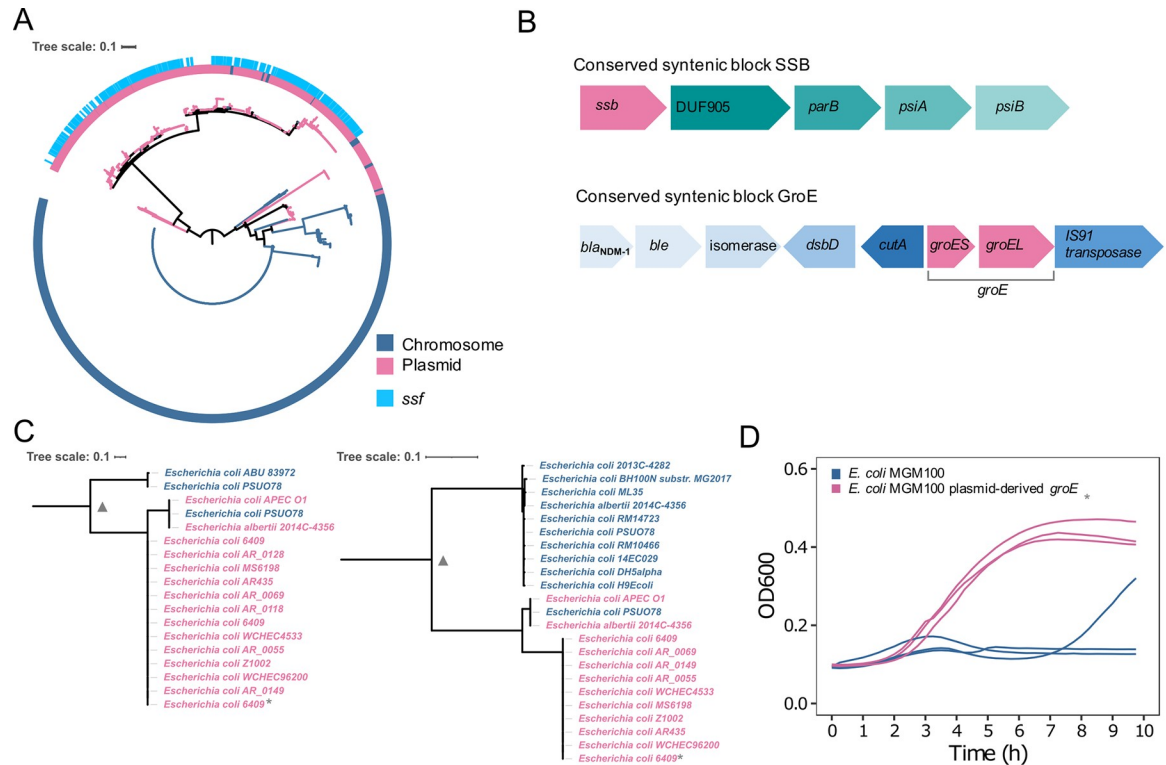 A
Tree scale: 0.1
Chromosome
Plasmid
ssf
B
Conserved syntenic block SSB
ssb DUF905 parB psiA psiB
Conserved syntenic block GroE
blaNDM-1 ble isomerase dsbD cutA groES groEL IS91
transposase
groE
C
Tree scale: 0.1
Escherichia coli ABU 83972
Escherichia coli PSUO78
Escherichia coli APEC O1
Escherichia coli PSUO78
Escherichia albertii 2014C-4356
Escherichia coli 6409
Escherichia coli AR_0128
Escherichia coli MS6198
Escherichia coli AR435
Escherichia coli AR_0069
Escherichia coli AR_0118
Escherichia coli 6409
Escherichia coli WCHEC4533
Escherichia coli AR_0055
Escherichia coli Z1002
Escherichia coli WCHEC96200
Escherichia coli AR_0149
Escherichia coli 6409*
Tree scale: 0.1
Escherichia coli 2013C-4282
Escherichia coli BH100N substr. MG2017
Escherichia coli ML35
Escherichia albertii 2014C-4356
Escherichia coli RM14723
Escherichia coli PSUO78
Escherichia coli RM10466
Escherichia coli 14EC029
Escherichia coli DH5alpha
Escherichia coli H9Ecoli
Escherichia coli APEC O1
Escherichia coli PSUO78
Escherichia albertii 2014C-4356
Escherichia coli 6409
Escherichia coli AR_0069
Escherichia coli AR_0149
Escherichia coli AR_0055
Escherichia coli WCHEC4533
Escherichia coli MS6198
Escherichia coli Z1002
Escherichia coli AR435
Escherichia coli WCHEC96200
Escherichia coli 6409*
D
E. coli MGM100
E. coli MGM100 plasmid-derived groE *
OD600
0.6
0.4
0.2
0.0
0 1 2 3 4 5 6 7 8 9 10
Time (h)